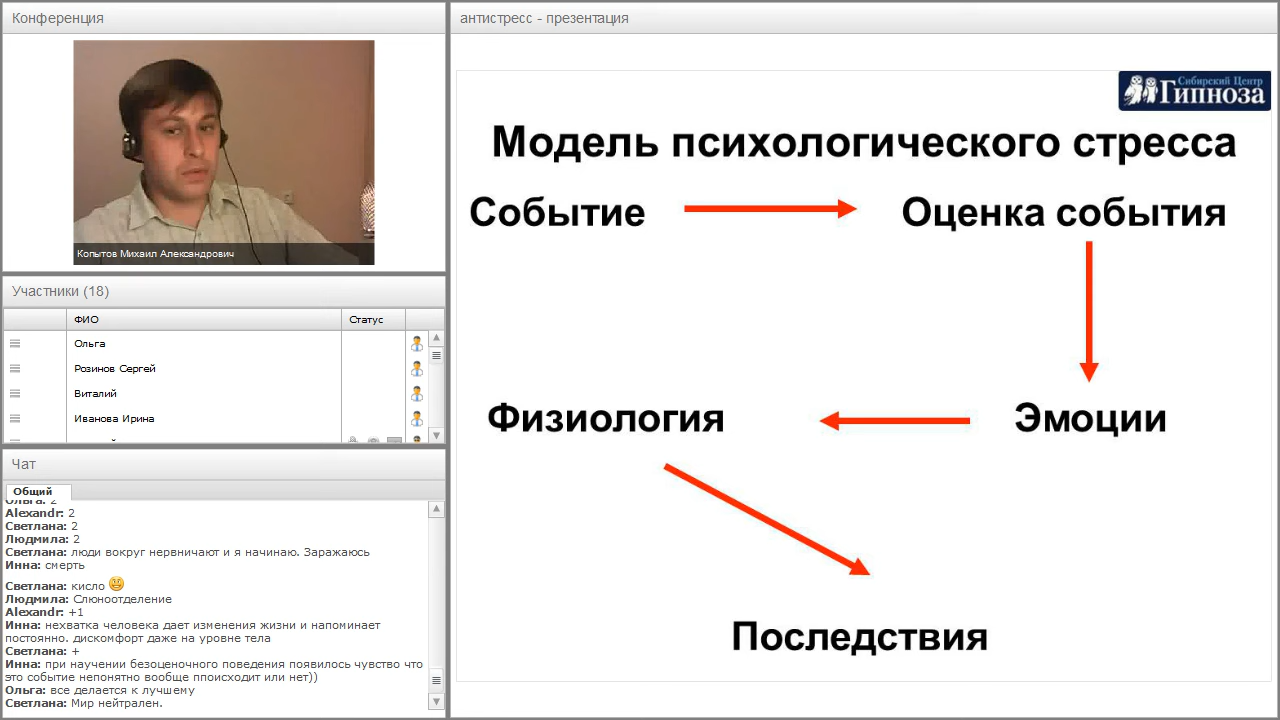 Конференция
Копытов Михаил Александрович
Участники (18)
ФИО Статус
Ольга
Розинов Сергей
Виталий
Иванова Ирина
Чат
Общий
Ольга: 2
Alexandr: 2
Светлана: 2
Людмила: 2
Светлана: люди вокруг нервничают и я начинаю. Заражаюсь
Инна: смерть
Светлана: кисло
Людмила: Слюноотделение
Alexandr: +1
Инна: нехватка человека дает изменения жизни и напоминает
постоянно. дискомфорт даже на уровне тела
Светлана: +
Инна: при научении безоценочного поведения появилось чувство что
это событие непонятно вообще ппоисходит или нет))
Ольга: все делается к лучшему
Светлана: Мир нейтрален.
антистресс - презентация
Сибирский Центр
Гипноза
Модель психологического стресса
Событие Оценка события
Физиология Эмоции
Последствия